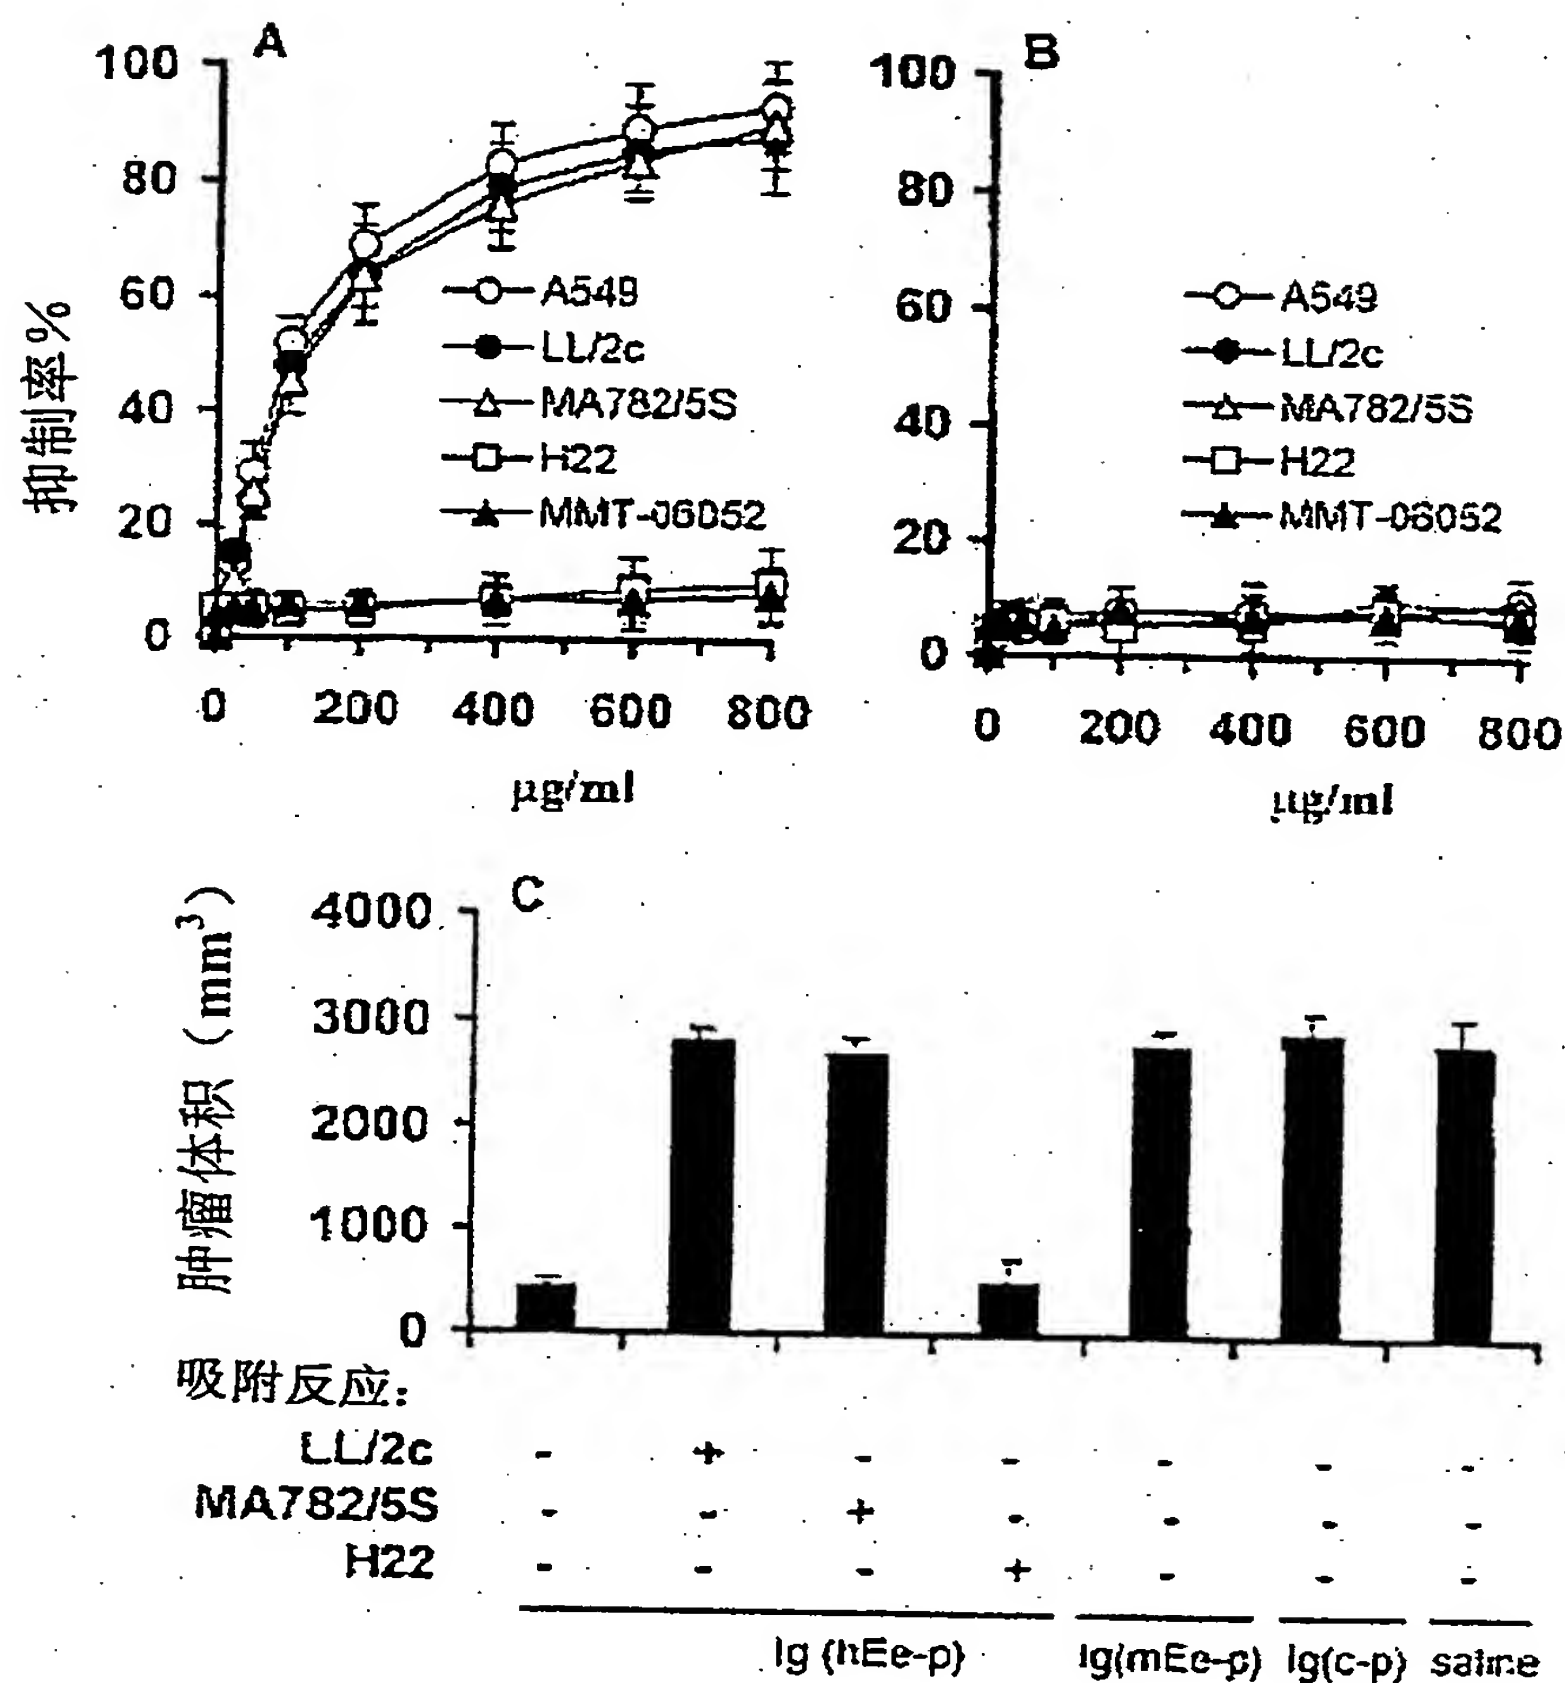 A
100
80
60
40
20
0
抑制率%
A549
LL/2c
MA782/5S
H22
MMT-06052
0 200 400 600 800
μg/ml
B
100
80
60
40
20
0
A549
LL/2c
MA782/5S
H22
MMT-06052
0 200 400 600 800
μg/ml
C
肿瘤体积（mm³）
4000
3000
2000
1000
0
吸附反应：
LL/2c - + - - - - -
MA782/5S - - + - - - -
H22 - - - + - - -
Ig (hEe-p) Ig(mEe-p) Ig(c-p) saline